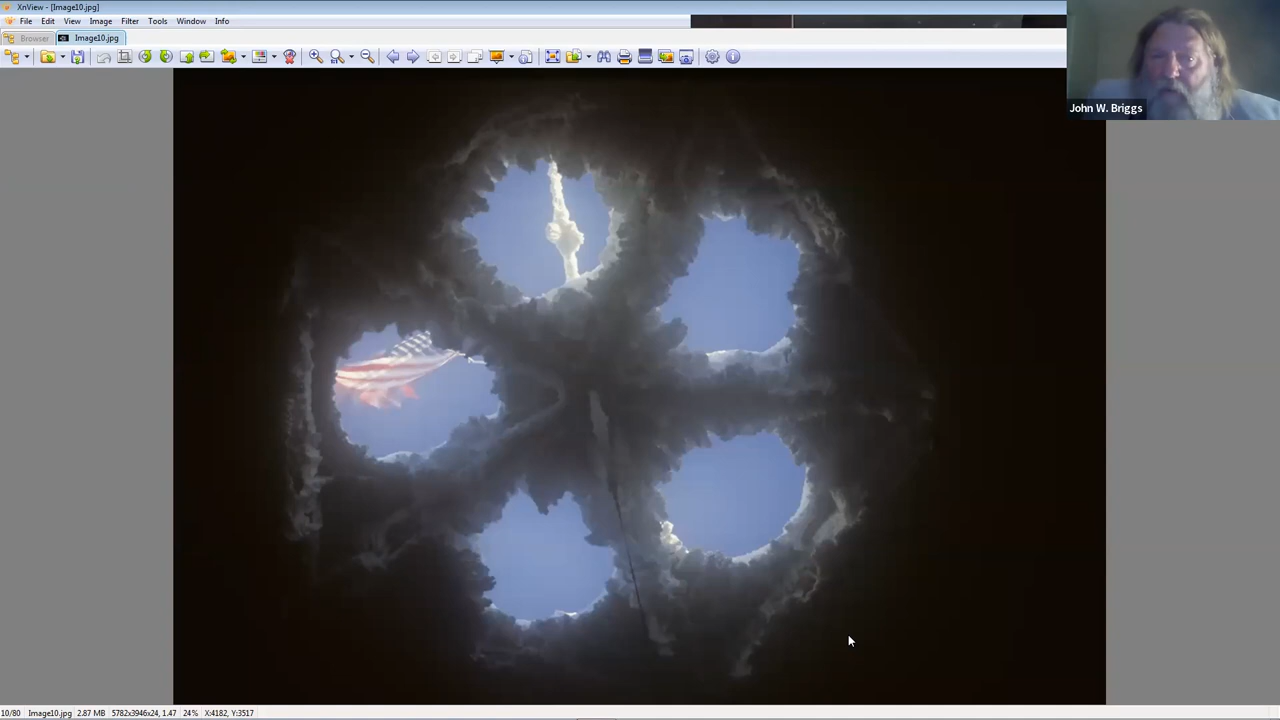 XnView - [Image10.jpg]
File Edit View Image Filter Tools Window Info
Browser Image10.jpg
John W. Briggs
10/80 Image10.jpg 2.87 MB 5782x3946x24, 1.47 24% X:4182, Y:3517